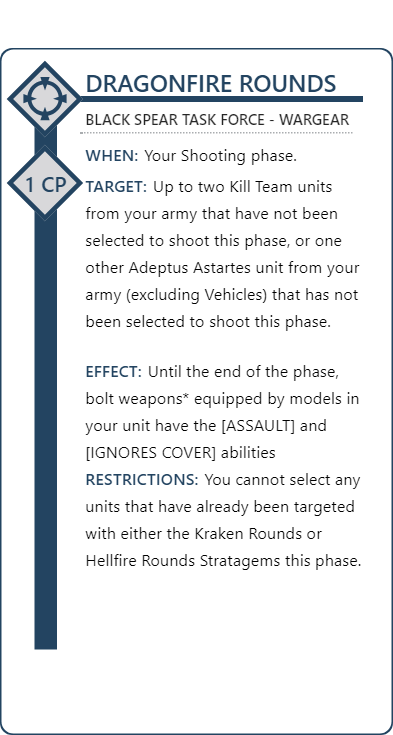 DRAGONFIRE ROUNDS
BLACK SPEAR TASK FORCE - WARGEAR
WHEN: Your Shooting phase.
1 CP
TARGET: Up to two Kill Team units
from your army that have not been
selected to shoot this phase, or one
other Adeptus Astartes unit from your
army (excluding Vehicles) that has not
been selected to shoot this phase.
EFFECT: Until the end of the phase,
bolt weapons* equipped by models in
your unit have the [ASSAULT] and
[IGNORES COVER] abilities
RESTRICTIONS: You cannot select any
units that have already been targeted
with either the Kraken Rounds or
Hellfire Rounds Stratagems this phase.